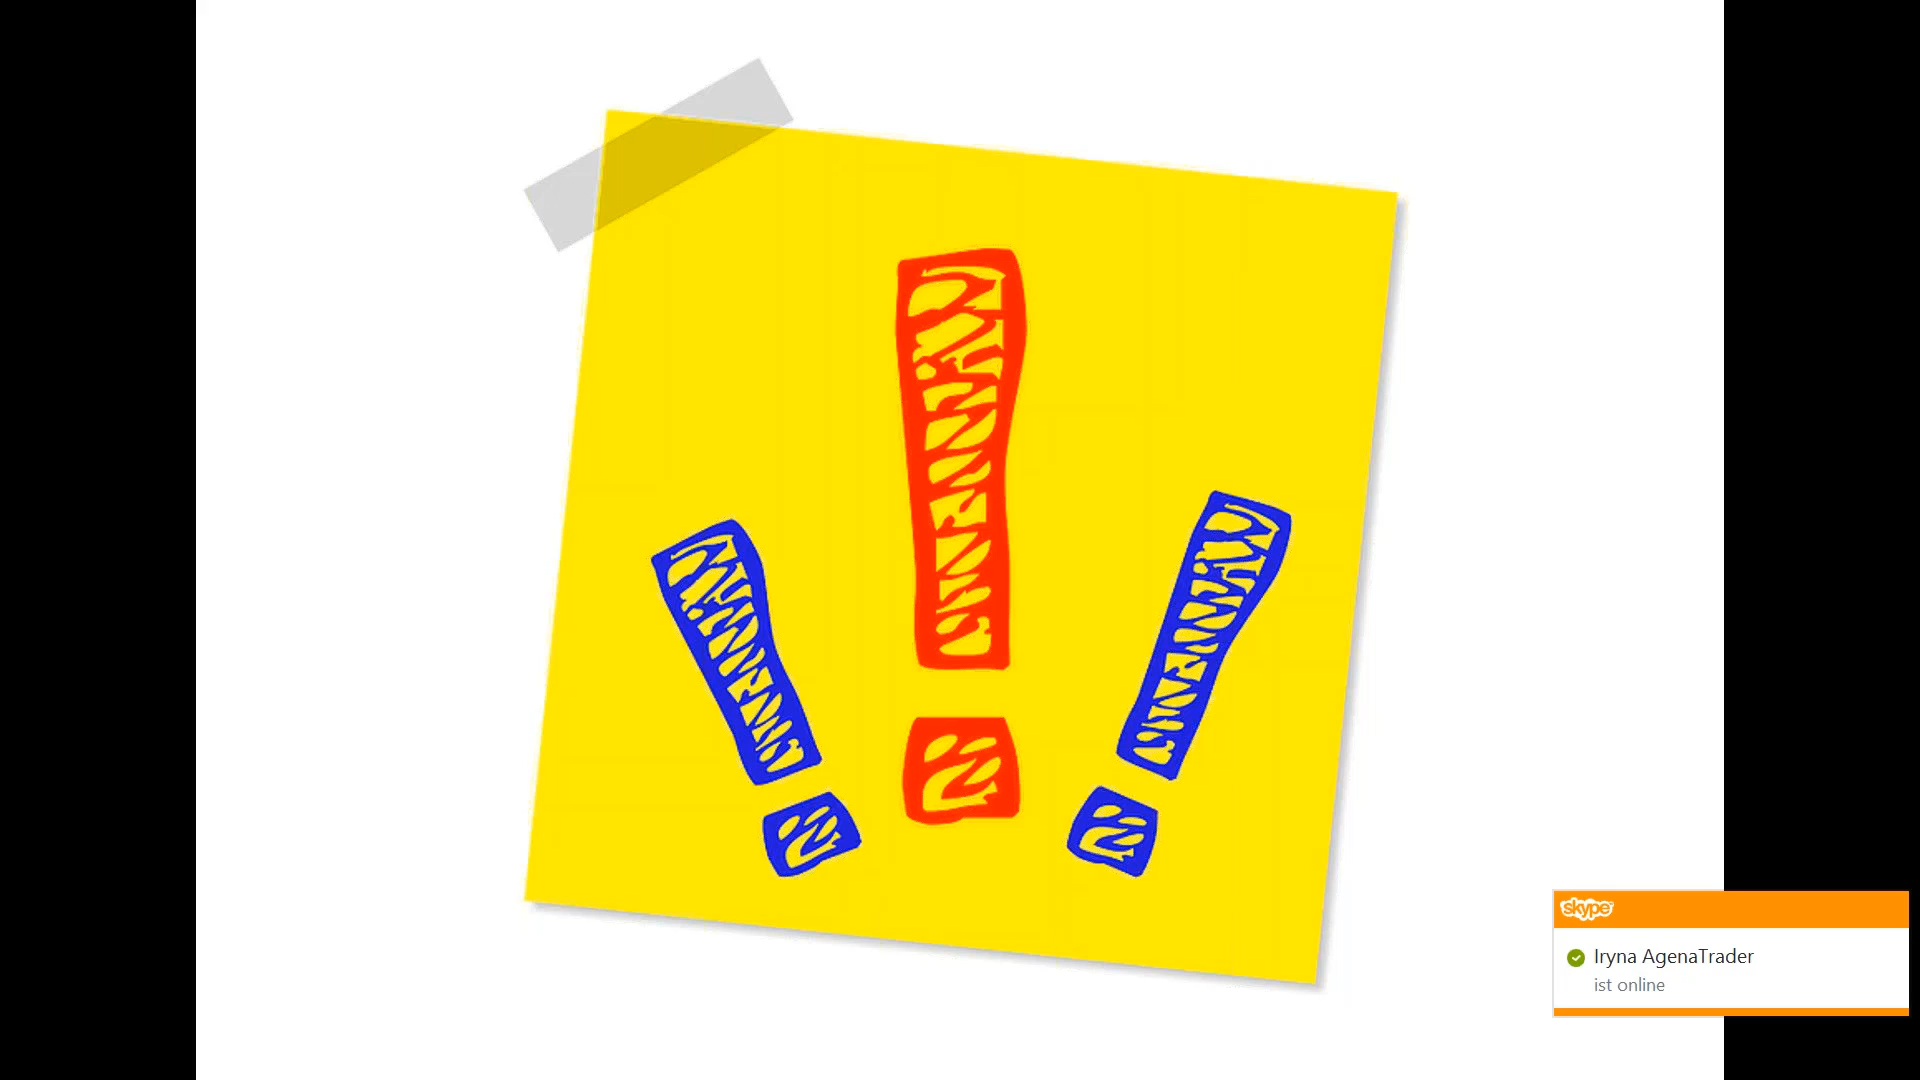 !
!
!
skype
Iryna AgenaTrader
ist online